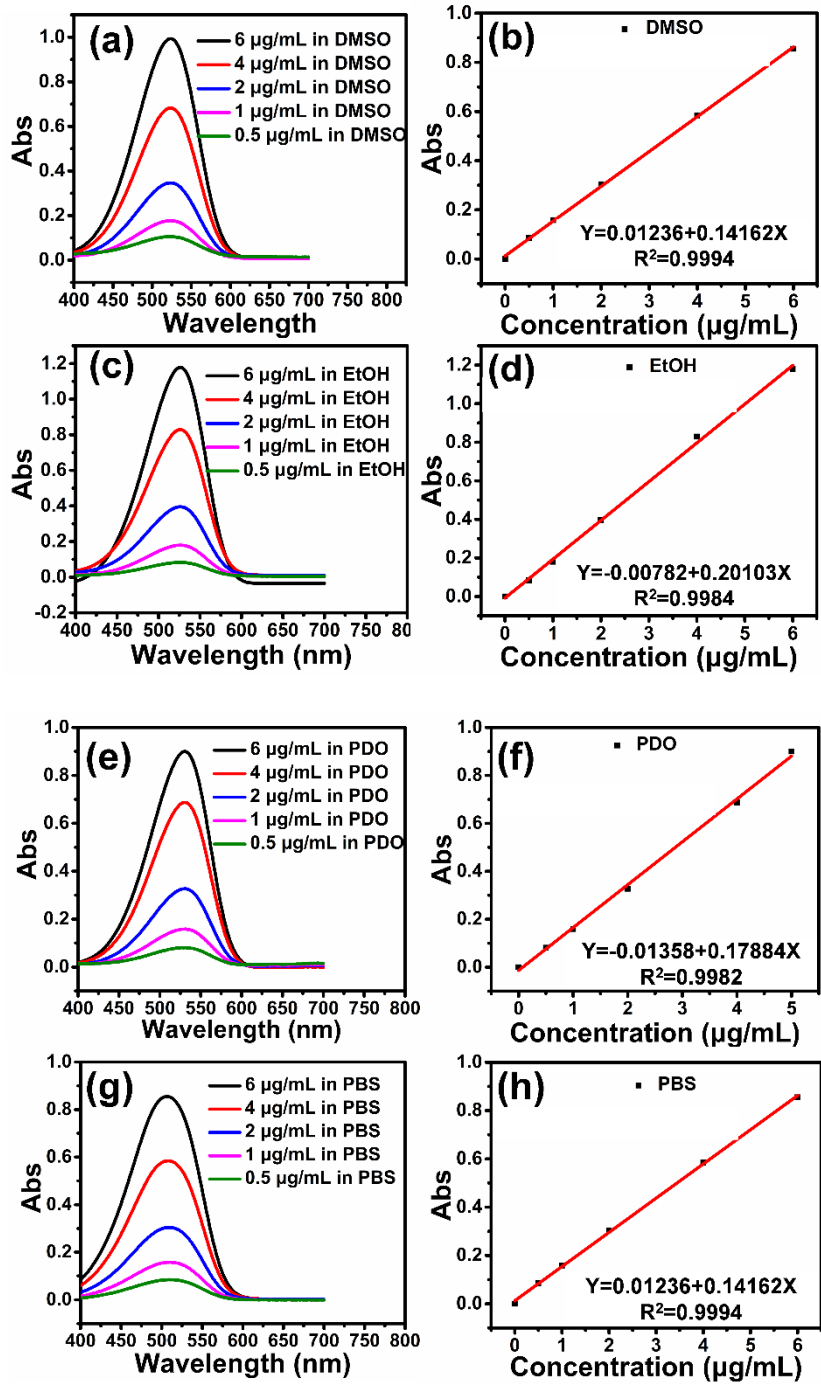 (a)
6 µg/mL in DMSO
4 µg/mL in DMSO
2 µg/mL in DMSO
1 µg/mL in DMSO
0.5 µg/mL in DMSO
Abs
1.0
0.8
0.6
0.4
0.2
0.0
400 450 500 550 600 650 700 750 800
Wavelength
(b)
DMSO
Abs
1.0
0.8
0.6
0.4
0.2
0.0
Y=0.01236+0.14162X
R²=0.9994
0 1 2 3 4 5 6
Concentration (µg/mL)
(c)
6 µg/mL in EtOH
4 µg/mL in EtOH
2 µg/mL in EtOH
1 µg/mL in EtOH
0.5 µg/mL in EtOH
Abs
1.2
1.0
0.8
0.6
0.4
0.2
0.0
-0.2
400 450 500 550 600 650 700 750 80
Wavelength (nm)
(d)
EtOH
Abs
1.2
1.0
0.8
0.6
0.4
0.2
0.0
Y=-0.00782+0.20103X
R²=0.9984
0 1 2 3 4 5 6
Concentration (µg/mL)
(e)
6 µg/mL in PDO
4 µg/mL in PDO
2 µg/mL in PDO
1 µg/mL in PDO
0.5 µg/mL in PDO
Abs
1.0
0.8
0.6
0.4
0.2
0.0
400 450 500 550 600 650 700 750 800
Wavelength (nm)
(f)
PDO
Abs
1.0
0.8
0.6
0.4
0.2
0.0
Y=-0.01358+0.17884X
R²=0.9982
0 1 2 3 4 5
Concentration (µg/mL)
(g)
6 µg/mL in PBS
4 µg/mL in PBS
2 µg/mL in PBS
1 µg/mL in PBS
0.5 µg/mL in PBS
Abs
1.0
0.8
0.6
0.4
0.2
0.0
400 450 500 550 600 650 700 750 800
Wavelength (nm)
(h)
PBS
Abs
1.0
0.8
0.6
0.4
0.2
0.0
Y=0.01236+0.14162X
R²=0.9994
0 1 2 3 4 5 6
Concentration (µg/mL)